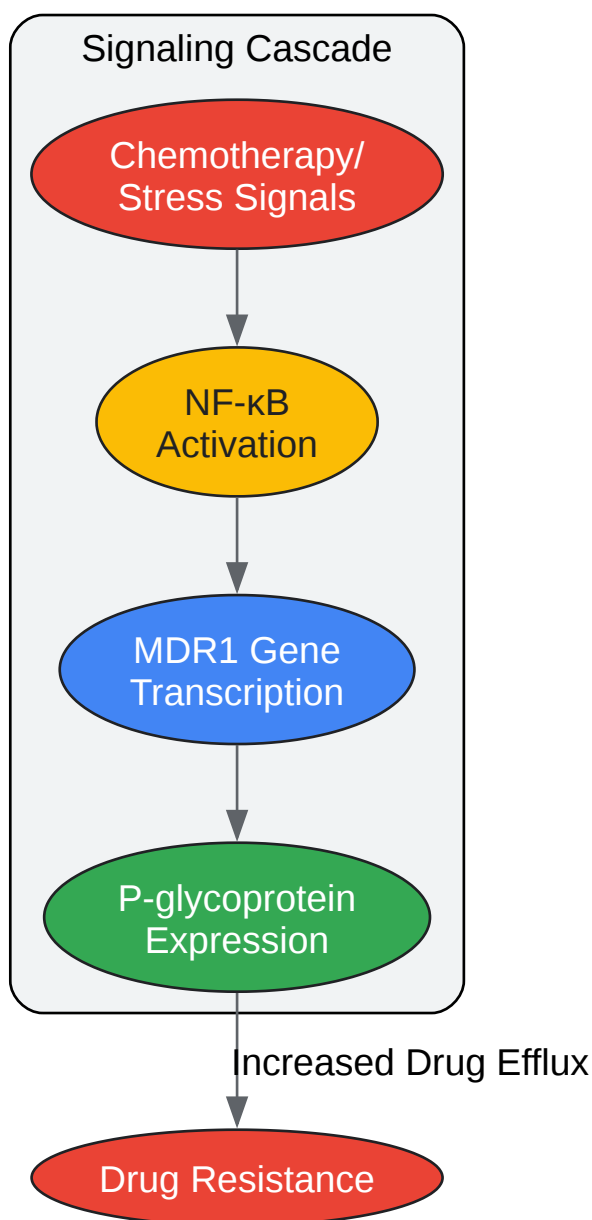 Signaling Cascade
Chemotherapy/
Stress Signals
NF-κB
Activation
MDR1 Gene
Transcription
P-glycoprotein
Expression
Increased Drug Efflux
Drug Resistance